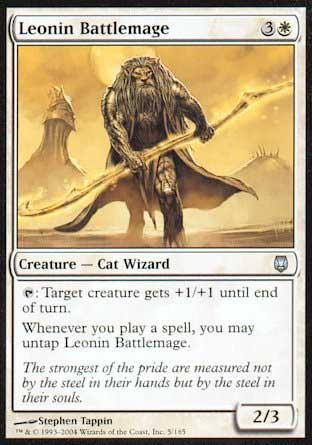 Leonin Battlemage 3
Creature — Cat Wizard
: Target creature gets +1/+1 until end
of turn.
Whenever you play a spell, you may
untap Leonin Battlemage.
The strongest of the pride are measured not
by the steel in their hands but by the steel in
their souls.
Stephen Tappin
™ & © 1993–2004 Wizards of the Coast, Inc. 5/165
2/3